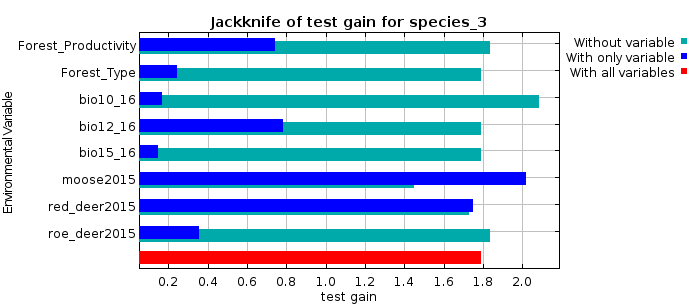 Jackknife of test gain for species_3
Without variable
With only variable
With all variables
Environmental Variable
Forest_Productivity
Forest_Type
bio10_16
bio12_16
bio15_16
moose2015
red_deer2015
roe_deer2015
0.2 0.4 0.6 0.8 1.0 1.2 1.4 1.6 1.8 2.0
test gain